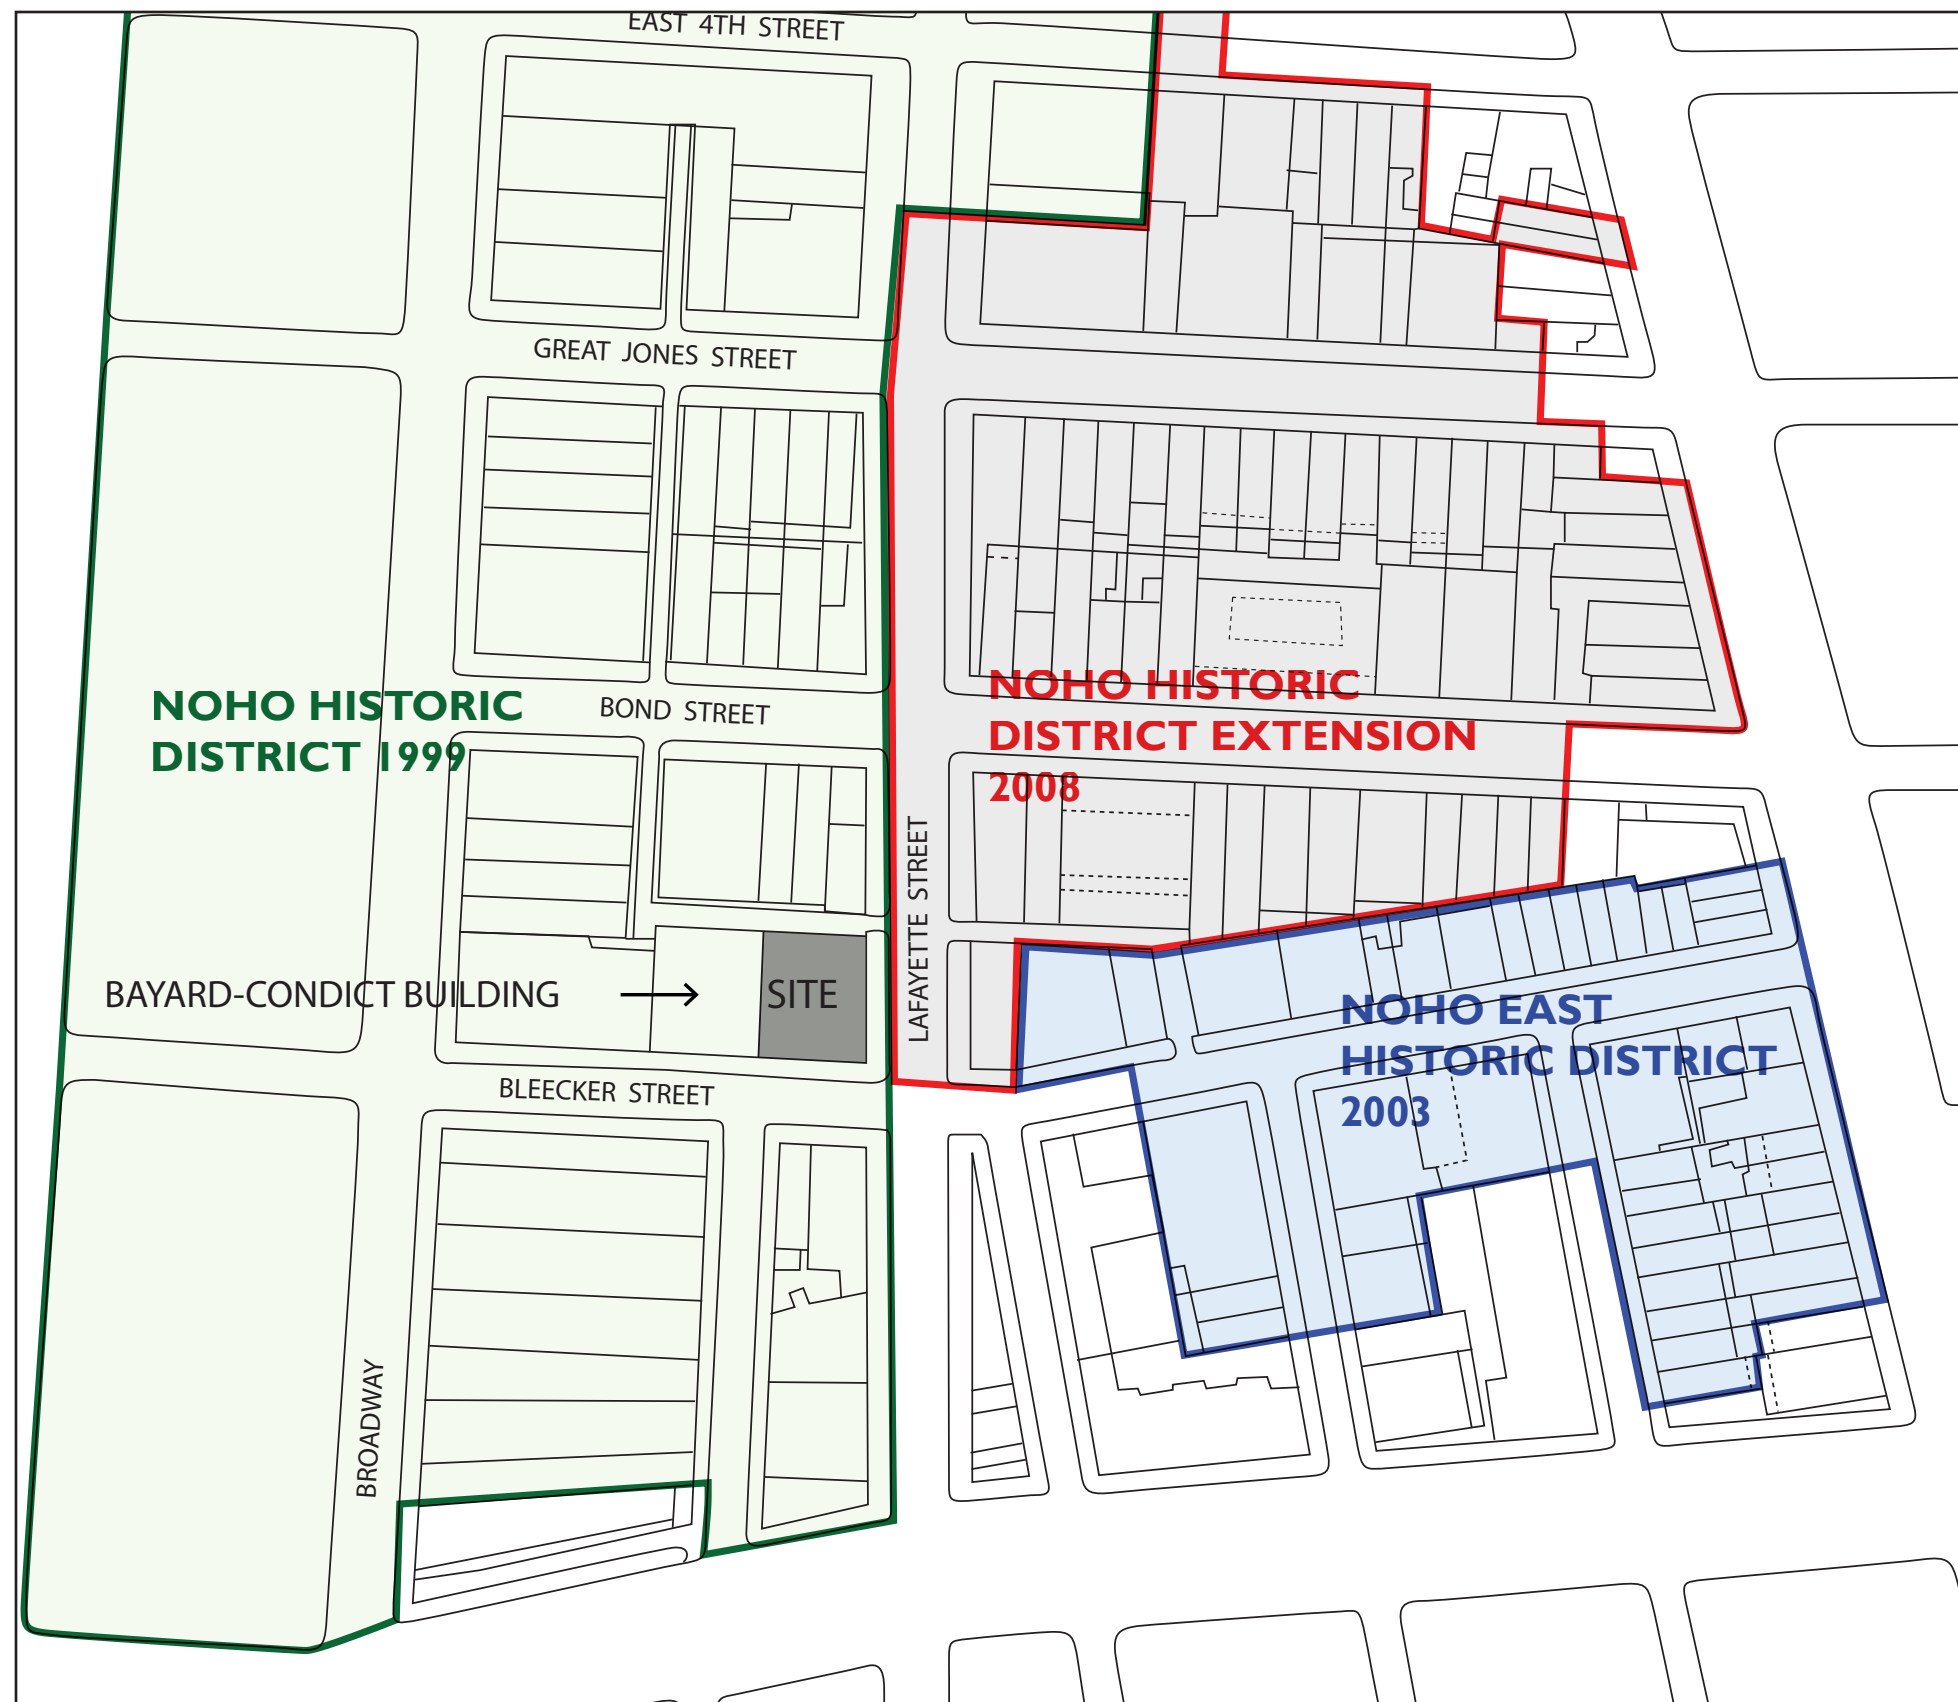 EAST 4TH STREET
GREAT JONES STREET
NOHO HISTORIC
DISTRICT 1999
BOND STREET
NOHO HISTORIC
DISTRICT EXTENSION
2008
LAFAYETTE STREET
BAYARD-CONDICT BUILDING
SITE
NOHO EAST
HISTORIC DISTRICT
2003
BLEECKER STREET
BROADWAY